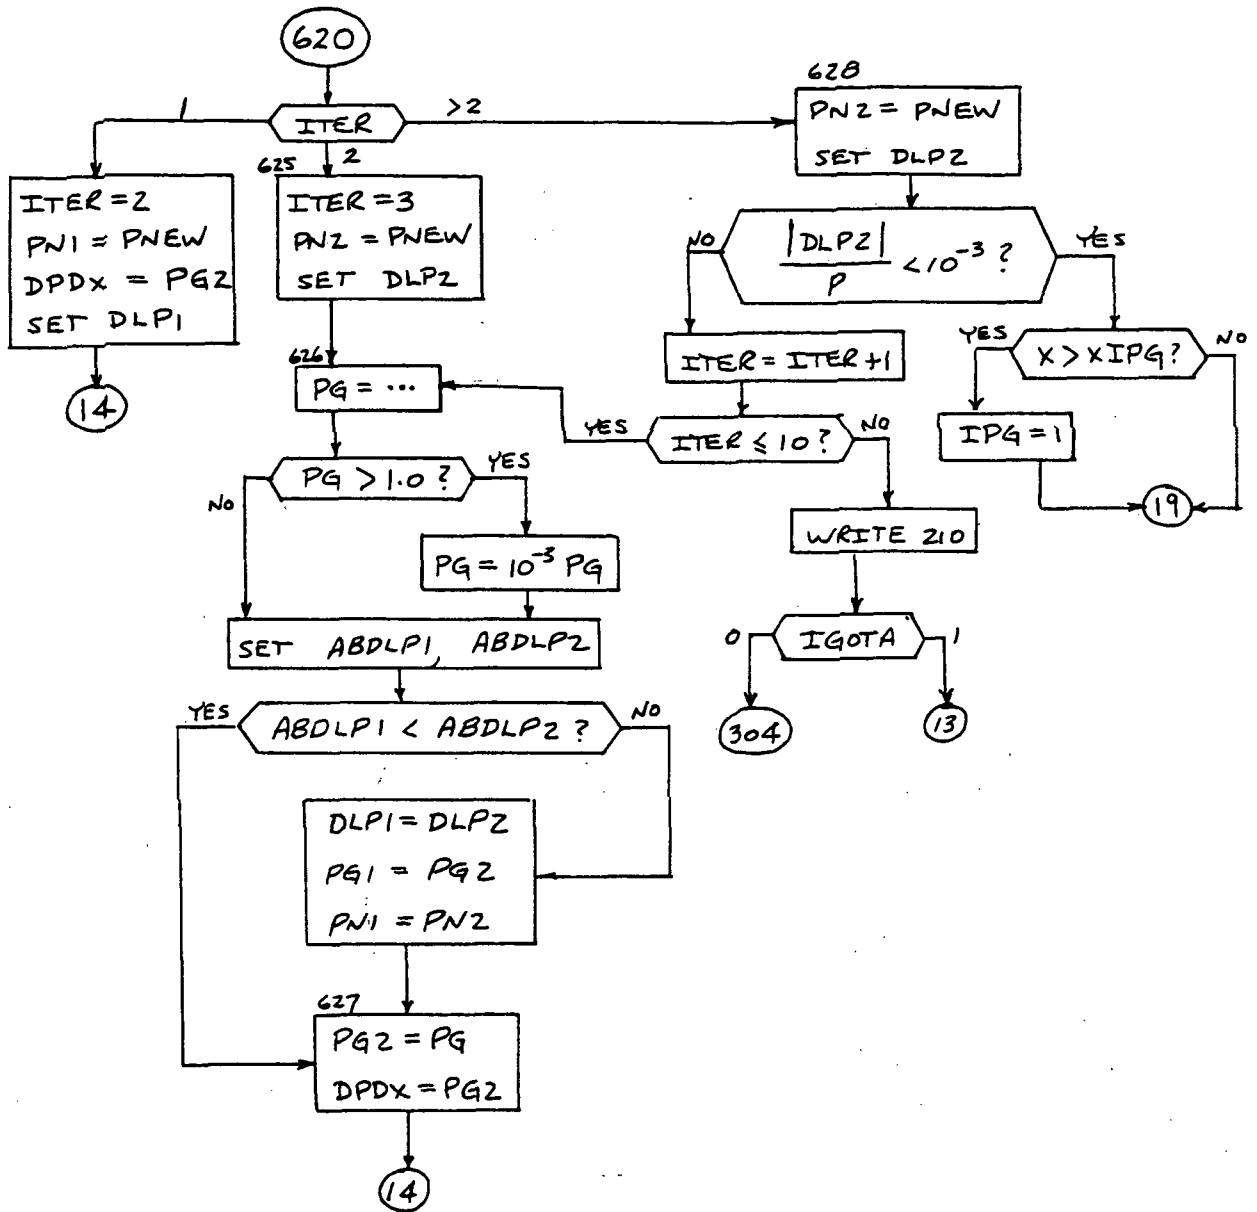 620
ITER
1
>2
2
ITER = 2
PN1 = PNEW
DPDX = PG2
SET DLP1
14
625
ITER = 3
PN2 = PNEW
SET DLP2
628
PN2 = PNEW
SET DLP2
|DLP2|
P
< 10⁻³ ?
NO
YES
ITER = ITER+1
X > XIPG?
YES
NO
IPG = 1
19
626
PG = ...
ITER ≤ 10 ?
YES
NO
PG > 1.0 ?
NO
YES
PG = 10⁻³ PG
WRITE 210
IGOTA
0
1
304
13
SET ABDLP1, ABDLP2
ABDLP1 < ABDLP2 ?
YES
NO
DLP1 = DLP2
PG1 = PG2
PN1 = PN2
627
PG2 = PG
DPDX = PG2
14